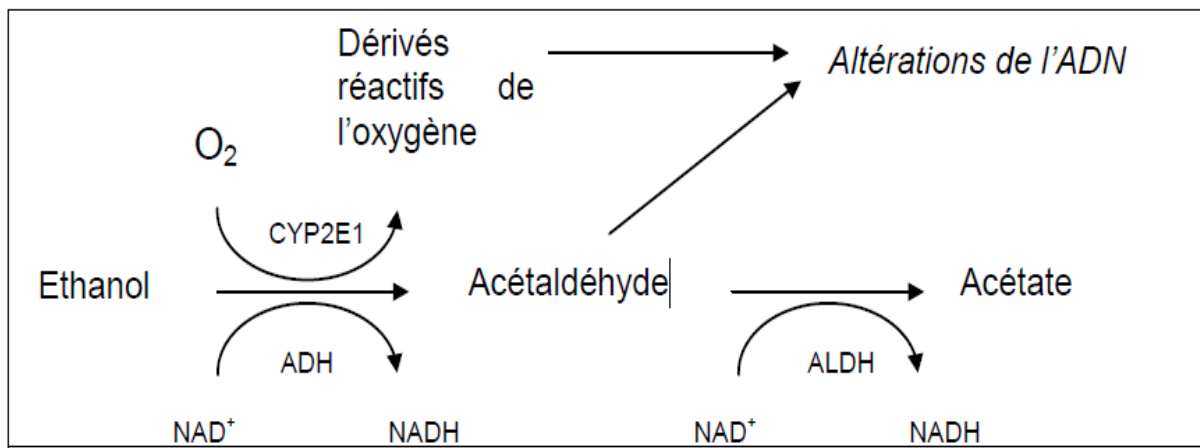 Dérivés
réactifs de
l'oxygène
Altérations de l'ADN
O₂
CYP2E1
Ethanol
Acétaldéhyde
Acétate
ADH
ALDH
NAD⁺
NADH
NAD⁺
NADH